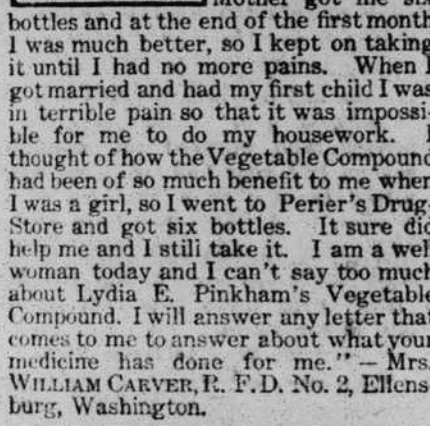 Mother got me six
bottles and at the end of the first month
I was much better, so I kept on taking
it until I had no more pains. When I
got married and had my first child I was
in terrible pain so that it was impossi-
ble for me to do my housework. I
thought of how the Vegetable Compound
had been of so much benefit to me when
I was a girl, so I went to Perier's Drug
Store and got six bottles. It sure did
help me and I still take it. I am a well
woman today and I can't say too much
about Lydia E. Pinkham's Vegetable
Compound. I will answer any letter that
comes to me to answer about what your
medicine has done for me." — Mrs.
WILLIAM CARVER, R. F. D. No. 2, Ellens-
burg, Washington.